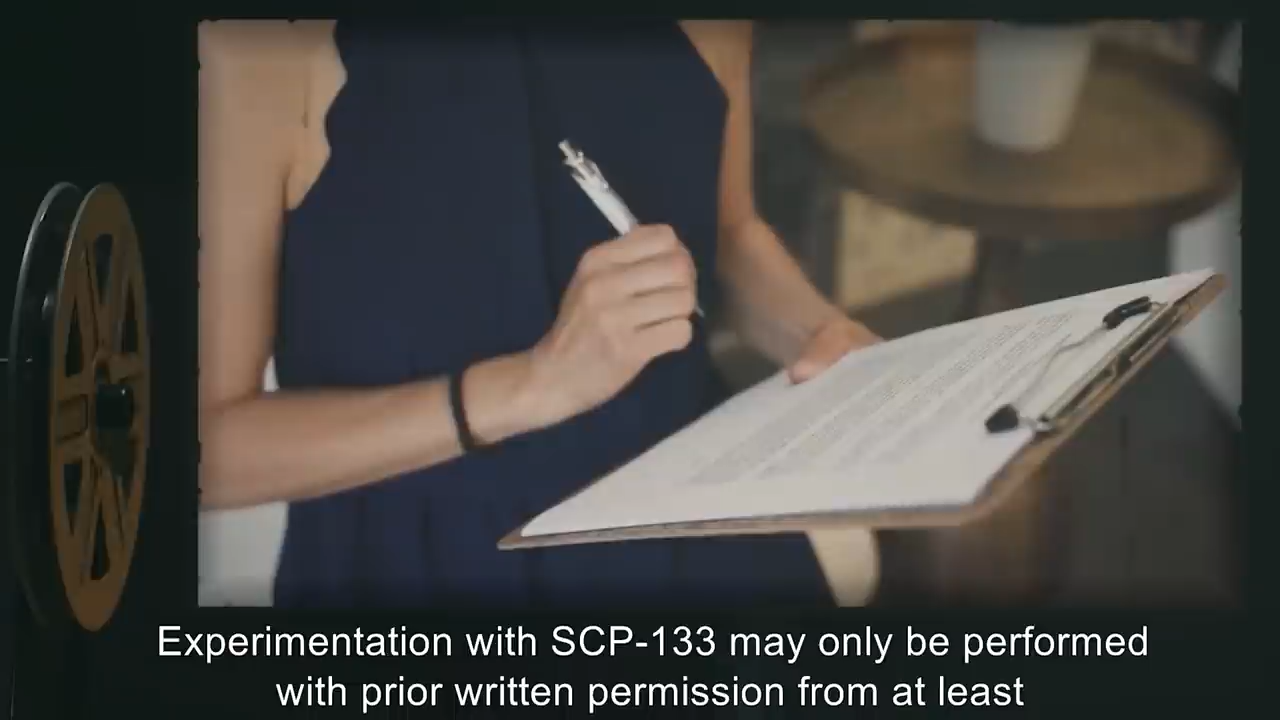 Experimentation with SCP-133 may only be performed
with prior written permission from at least